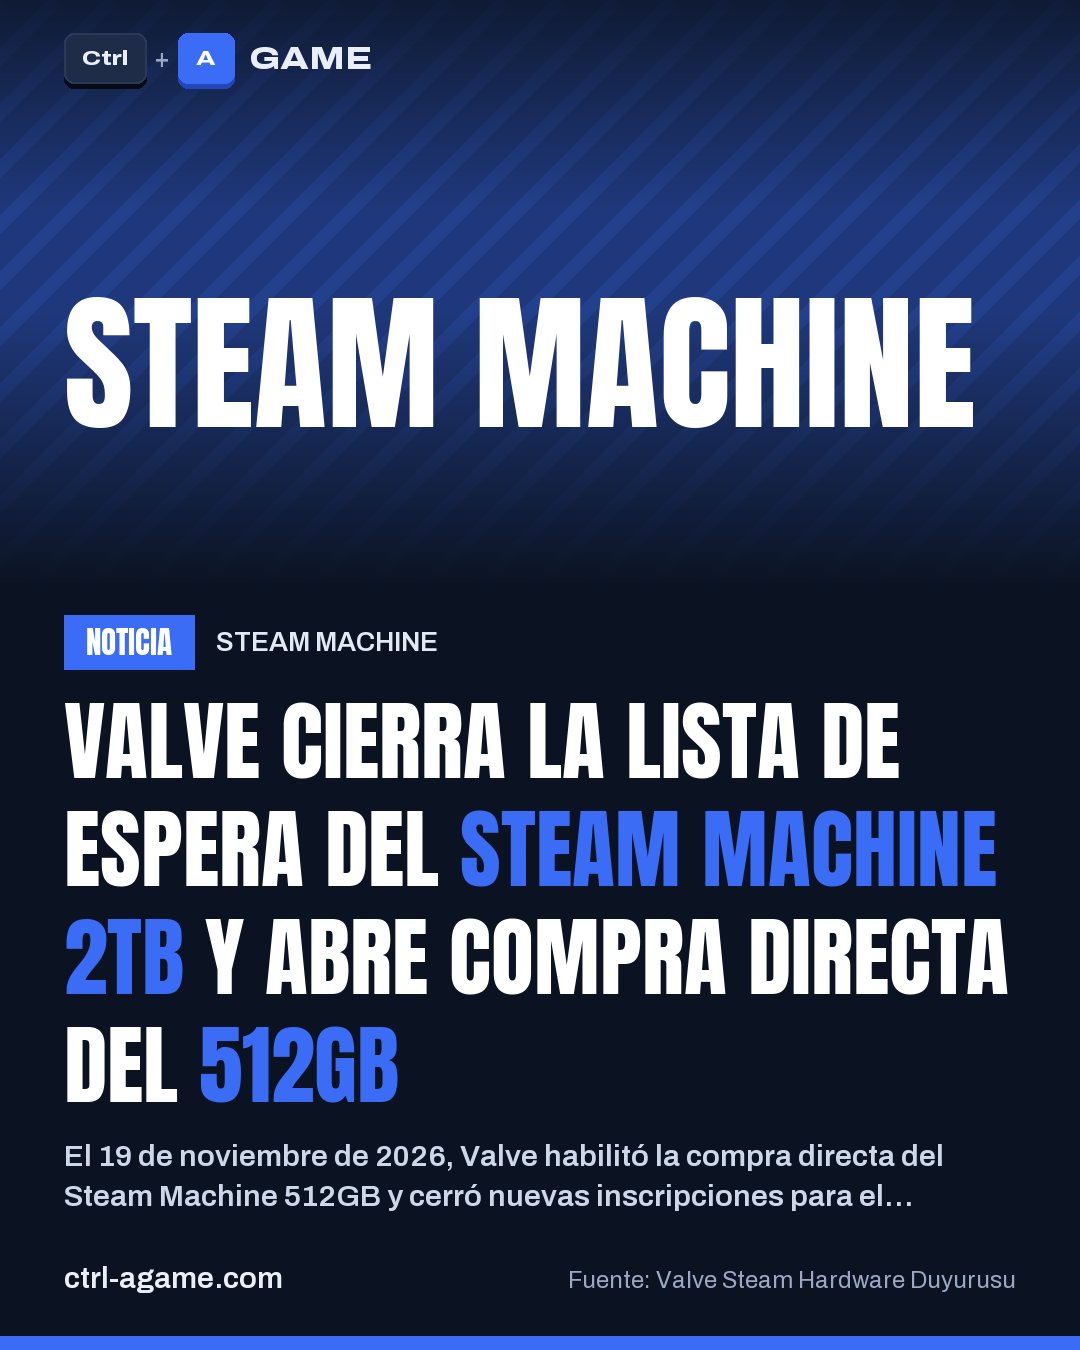 Ctrl + A GAME
STEAM MACHINE
NOTICIA STEAM MACHINE
VALVE CIERRA LA LISTA DE
ESPERA DEL STEAM MACHINE
2TB Y ABRE COMPRA DIRECTA
DEL 512GB
El 19 de noviembre de 2026, Valve habilitó la compra directa del
Steam Machine 512GB y cerró nuevas inscripciones para el...
ctrl-agame.com
Fuente: Valve Steam Hardware Duyurusu